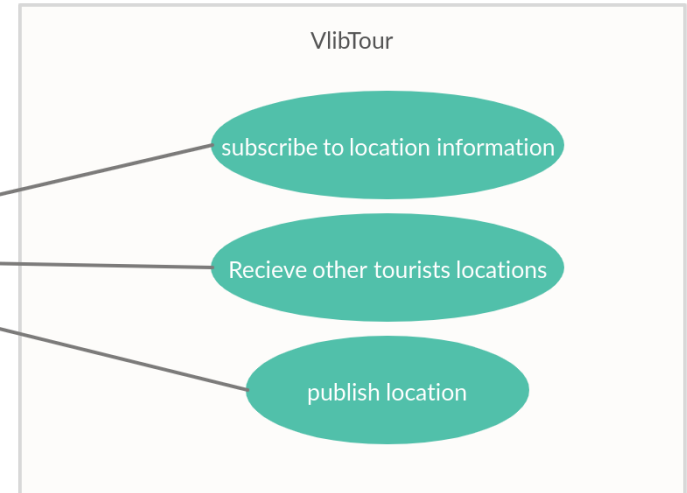 VlibTour
subscribe to location information
Recieve other tourists locations
publish location